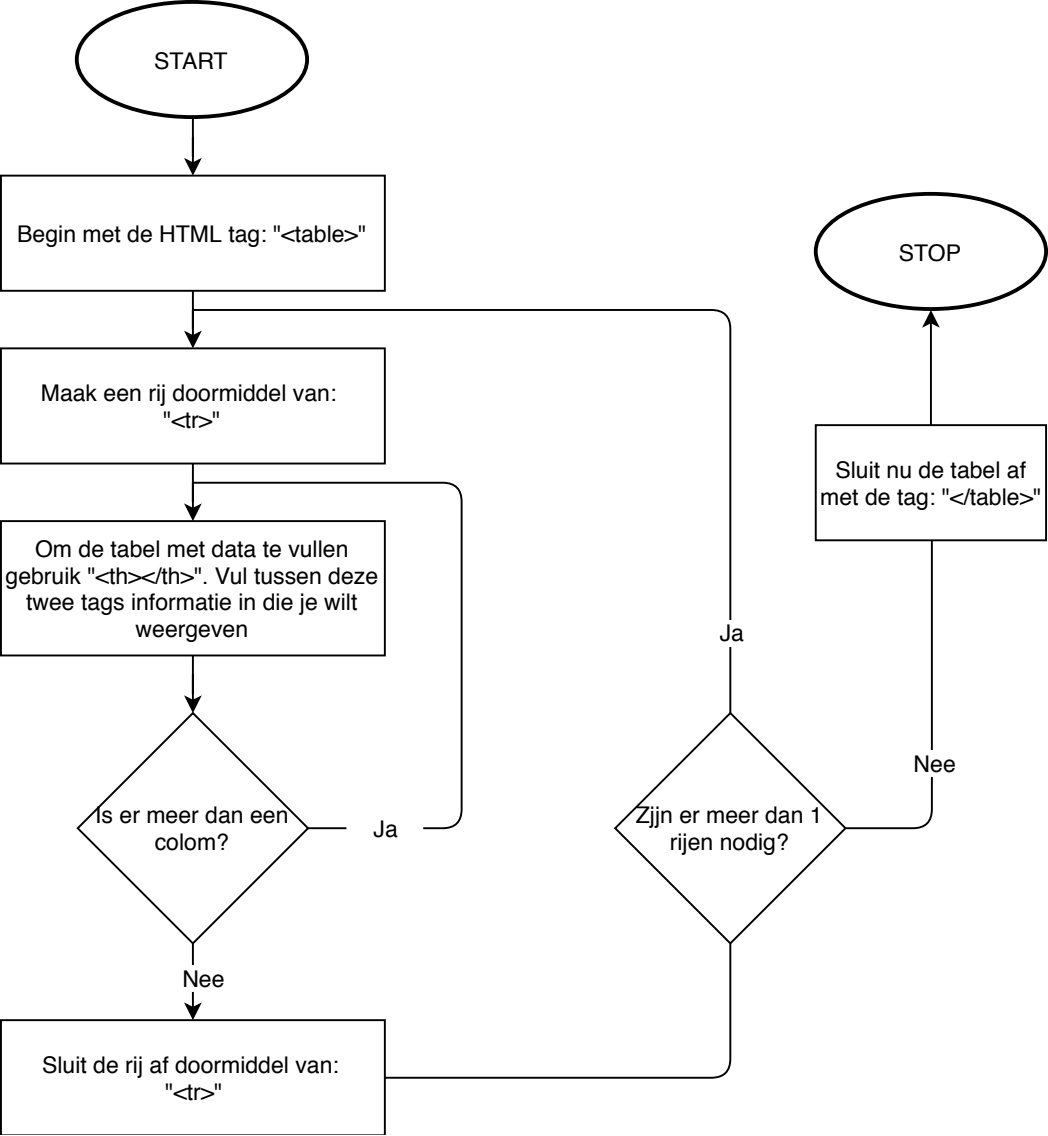 START
Begin met de HTML tag: "<table>"
Maak een rij doormiddel van:
"<tr>"
Om de tabel met data te vullen
gebruik "<th></th>". Vul tussen deze
twee tags informatie in die je wilt
weergeven
Is er meer dan een
colom?
Ja
Nee
Sluit de rij af doormiddel van:
"<tr>"
Zjjn er meer dan 1
rijen nodig?
Ja
Nee
Sluit nu de tabel af
met de tag: "</table>"
STOP